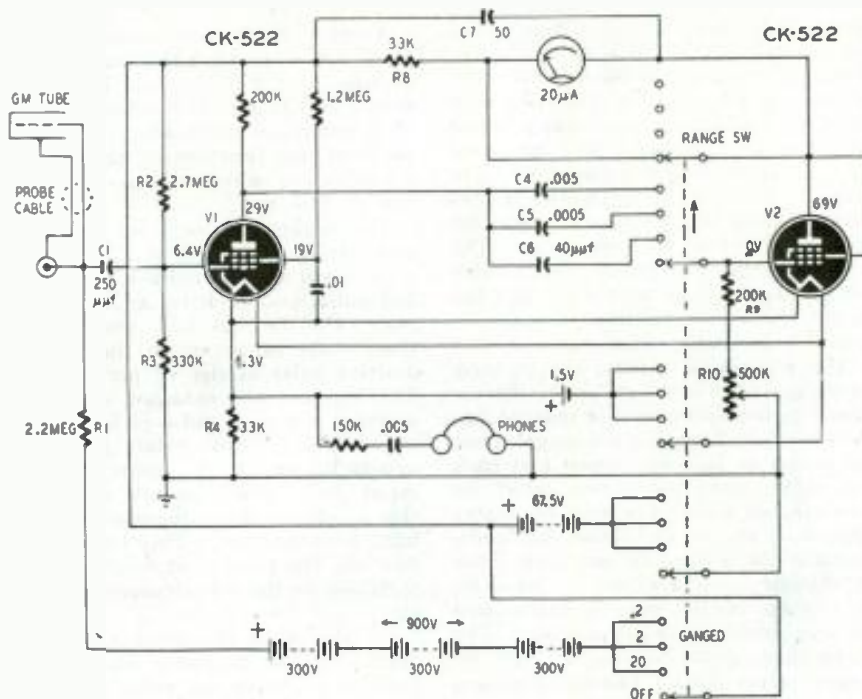 CK-522
C7 50
CK-522
33K
R8
20μA
GM TUBE
200K
1.2MEG
RANGE SW
R2 2.7MEG
PROBE
CABLE
C4 .005
29V
C5 .0005
V1
V2
69V
6.4V
19V
C6 40μμf
0V
C1
250
μμf
.01
200K
R9
R3 330K
1.3V
1.5V
R10 500K
+
2.2MEG R1
R4 33K
150K .005 PHONES
+
67.5V
+
900V
300V
300V
300V
.2
2
20
OFF
GANGED